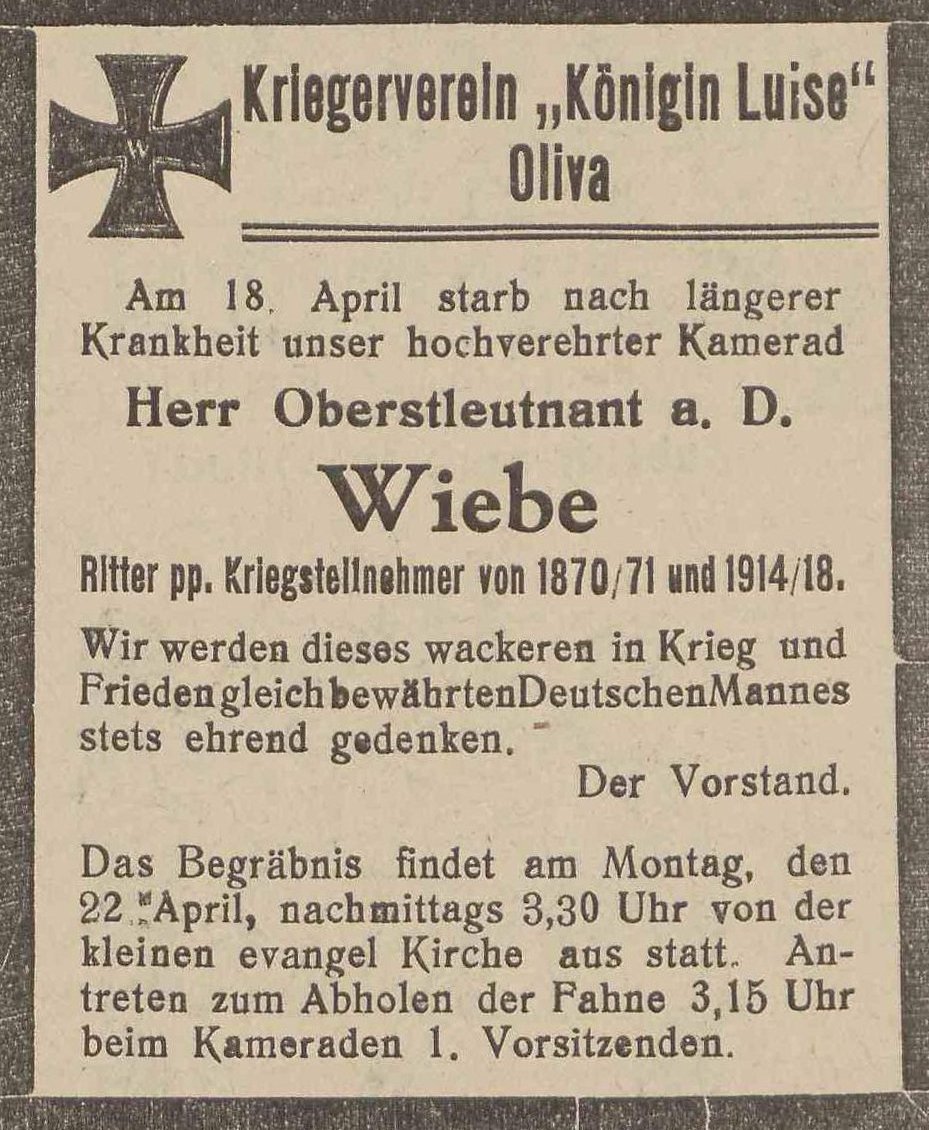 W
Kriegerverein „Königin Luise“
Oliva
Am 18. April starb nach längerer
Krankheit unser hochverehrter Kamerad
Herr Oberstleutnant a. D.
Wiebe
Ritter pp. Kriegsteilnehmer von 1870/71 und 1914/18.
Wir werden dieses wackeren in Krieg und
Frieden gleich bewährten Deutschen Mannes
stets ehrend gedenken.
Der Vorstand.
Das Begräbnis findet am Montag, den
22. April, nachmittags 3,30 Uhr von der
kleinen evangel Kirche aus statt. An-
treten zum Abholen der Fahne 3,15 Uhr
beim Kameraden 1. Vorsitzenden.